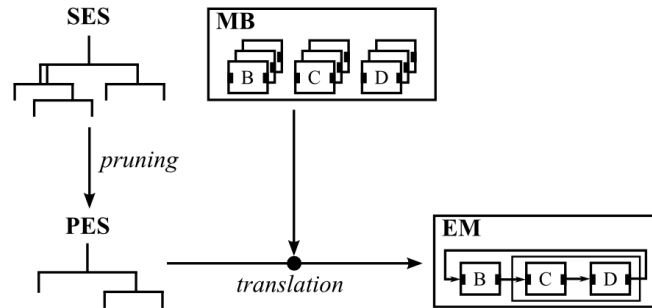 SES
MB
B C D
pruning
PES
translation
EM
B C D